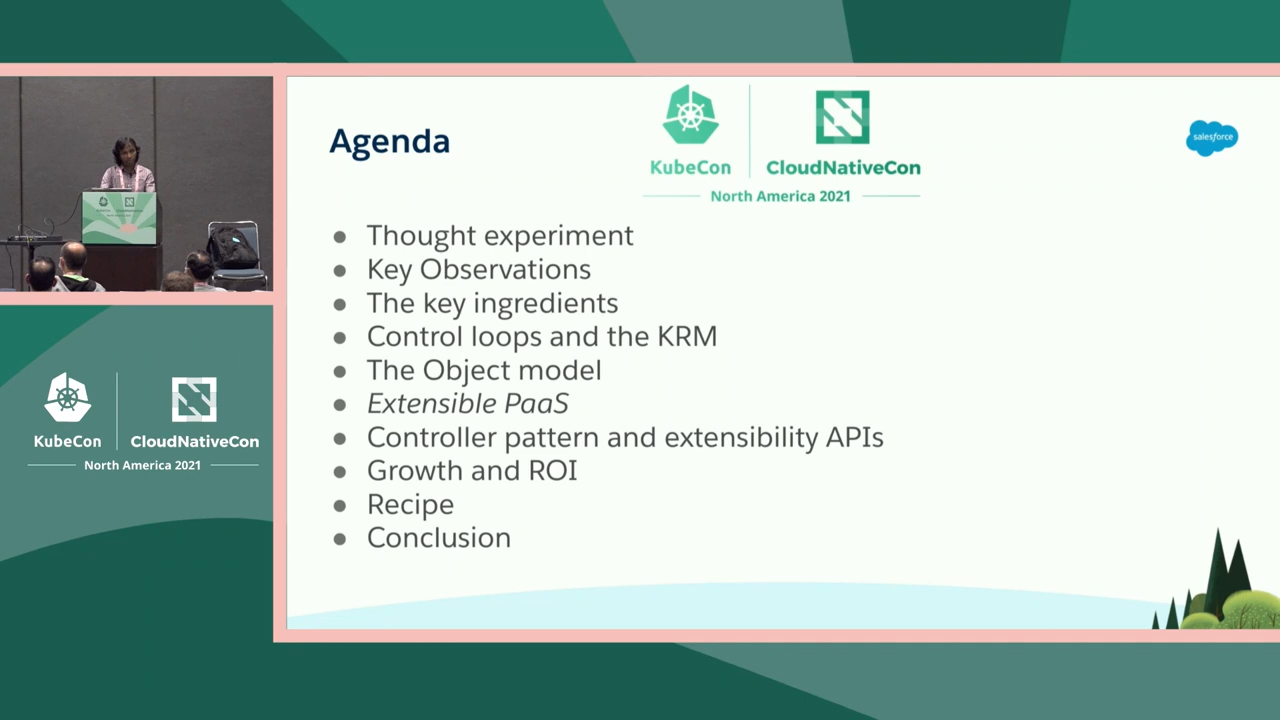 Agenda
KubeCon
CloudNativeCon
North America 2021
salesforce
● Thought experiment
● Key Observations
● The key ingredients
● Control loops and the KRM
● The Object model
● Extensible PaaS
● Controller pattern and extensibility APIs
● Growth and ROI
● Recipe
● Conclusion
KubeCon
CloudNativeCon
North America 2021